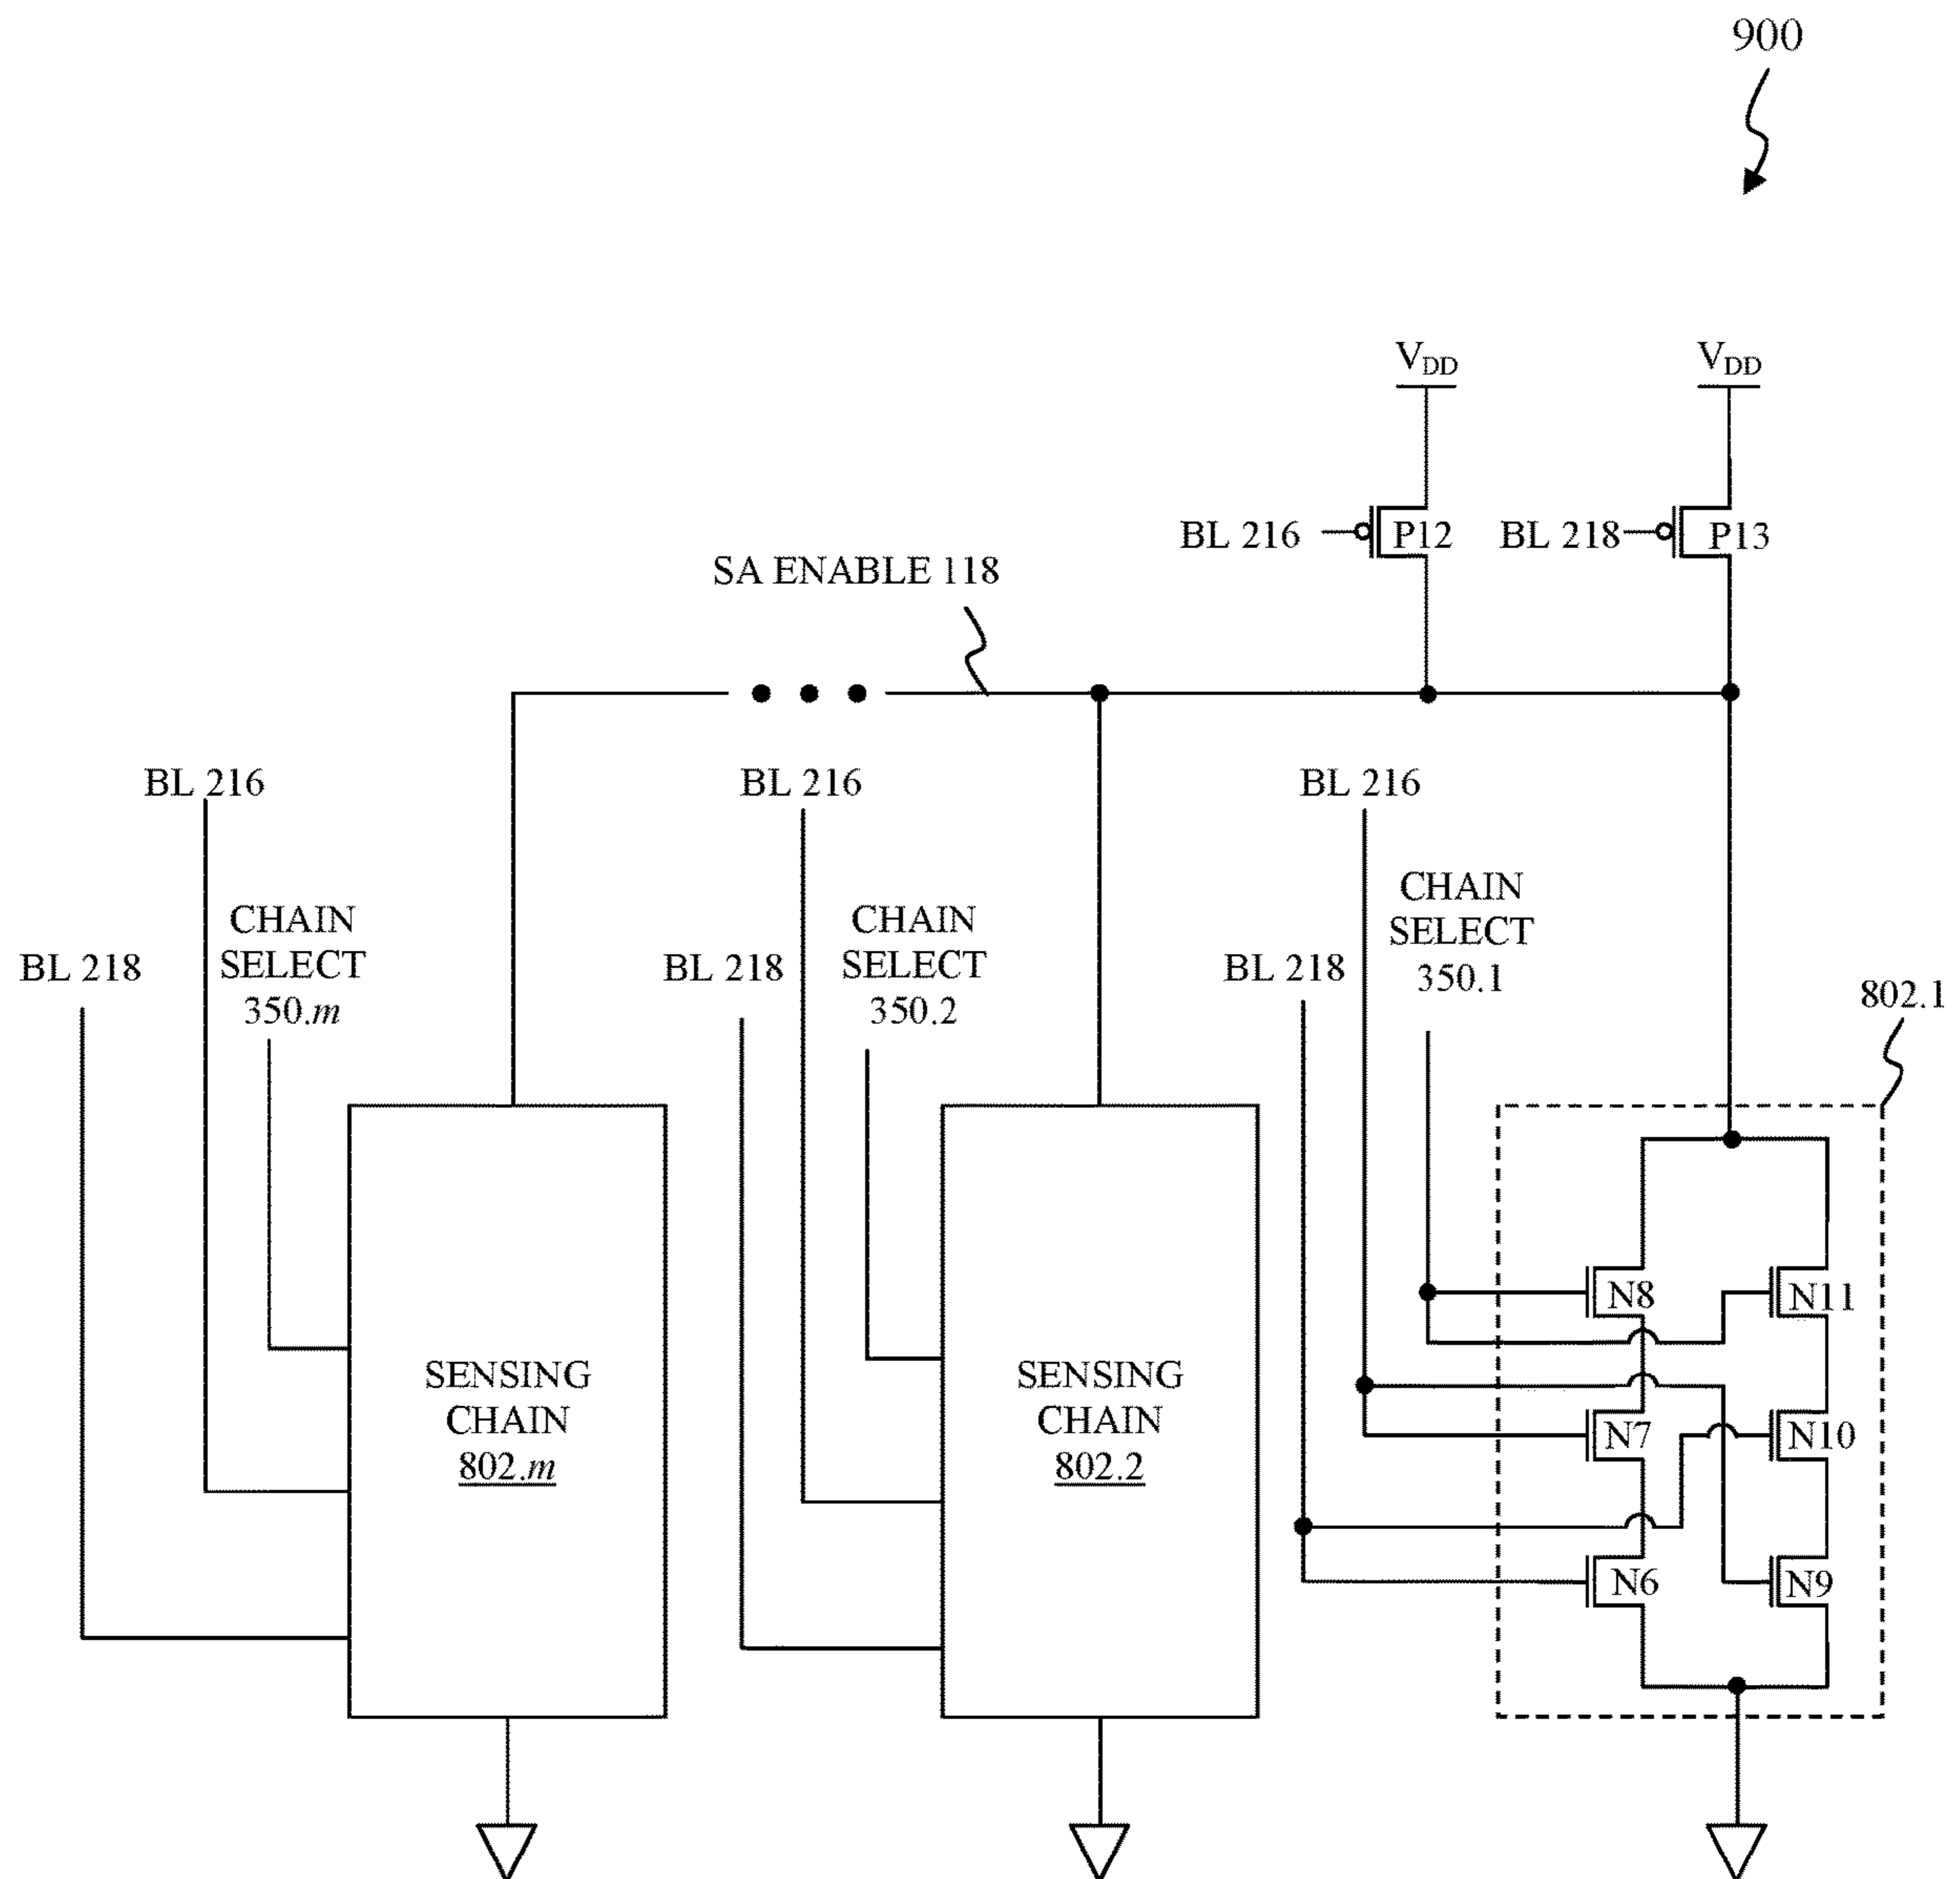 900
VDD
VDD
BL 216
P12
BL 218
P13
SA ENABLE 118
BL 216
BL 216
BL 216
CHAIN
SELECT
350.1
CHAIN
SELECT
350.m
CHAIN
SELECT
350.2
BL 218
BL 218
BL 218
802.1
N8
N11
SENSING
CHAIN
802.m
SENSING
CHAIN
802.2
N7
N10
N6
N9